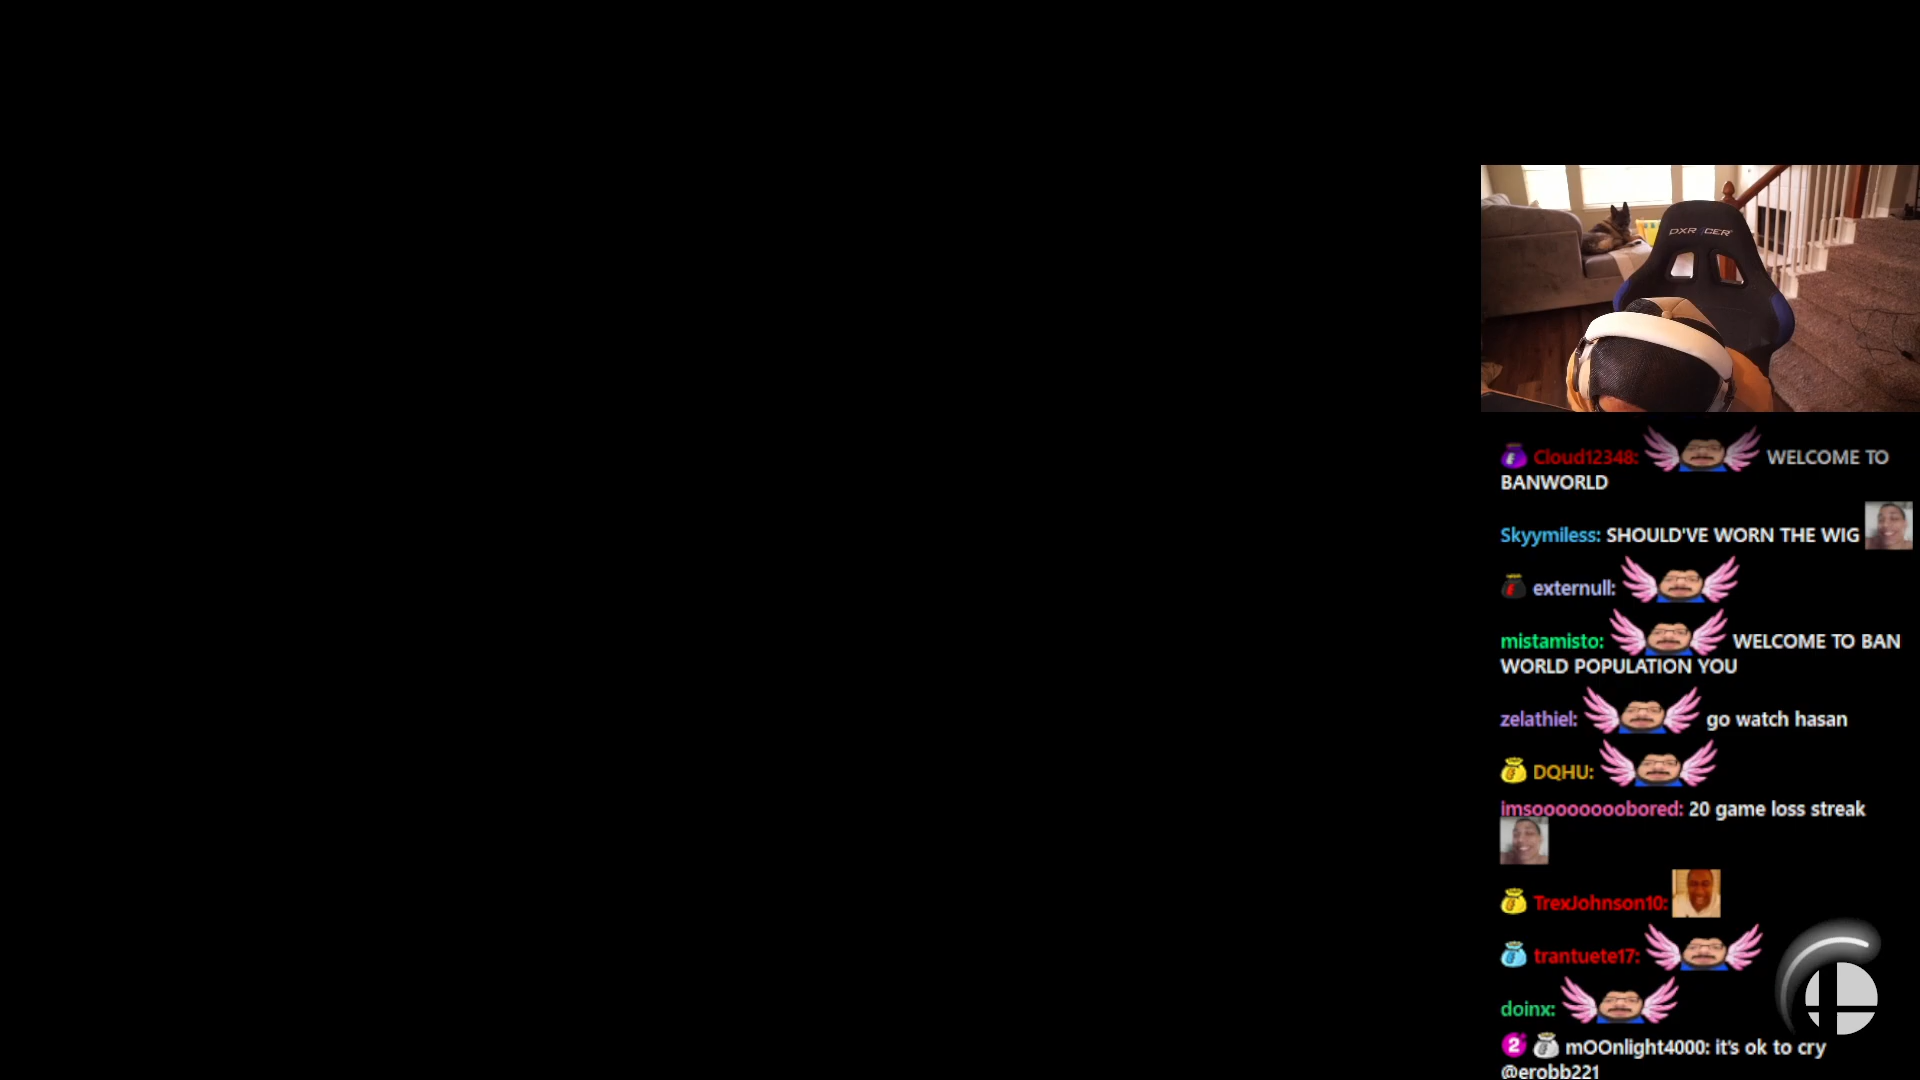 DXRACER
Cloud12348: WELCOME TO
BANWORLD
Skyymiless: SHOULD'VE WORN THE WIG
externull:
mistamisto: WELCOME TO BAN
WORLD POPULATION YOU
zelathiel: go watch hasan
DQHU:
imsoooooooobored: 20 game loss streak
TrexJohnson10:
trantuete17:
doinx:
2 mOOnlight4000: it's ok to cry
@erobb221